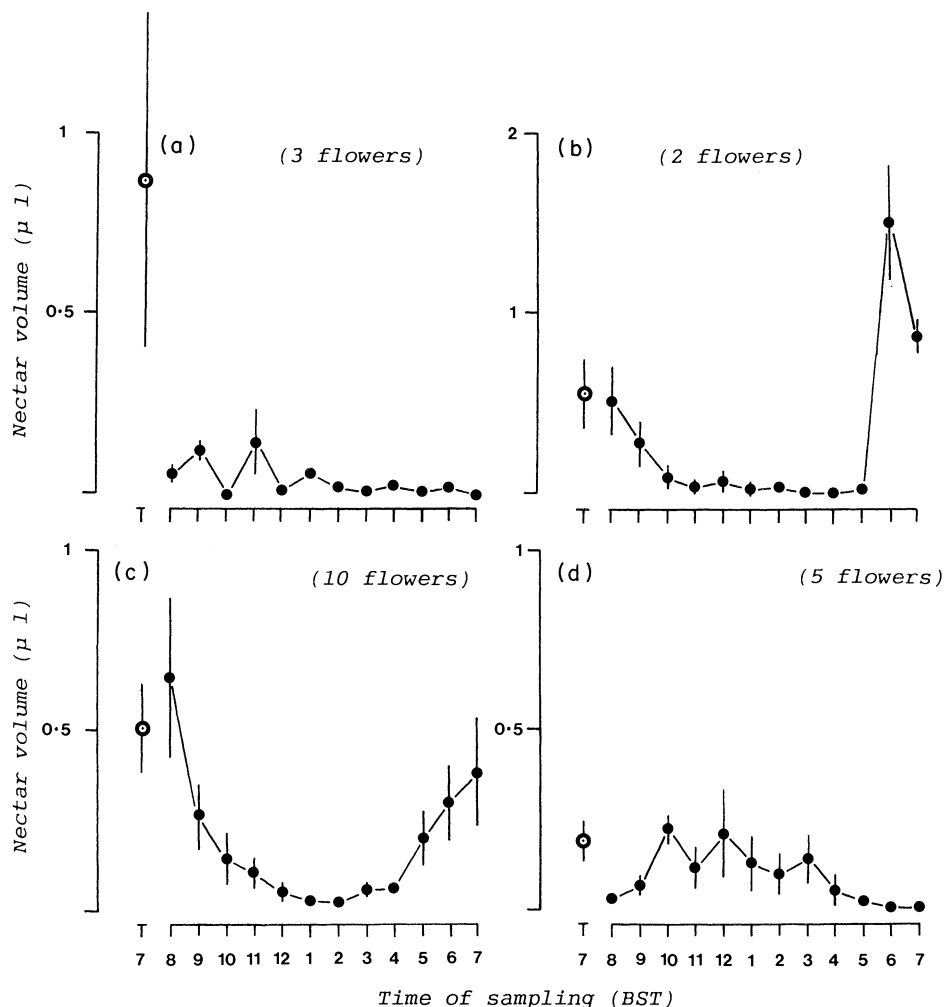 1
(a)
(3 flowers)
0·5
Nectar volume (µ l)
2
(b)
(2 flowers)
1
1
(c)
(10 flowers)
0·5
Nectar volume (µ l)
1
(d)
(5 flowers)
0·5
7 8 9 10 11 12 1 2 3 4 5 6 7
7 8 9 10 11 12 1 2 3 4 5 6 7
Time of sampling (BST)